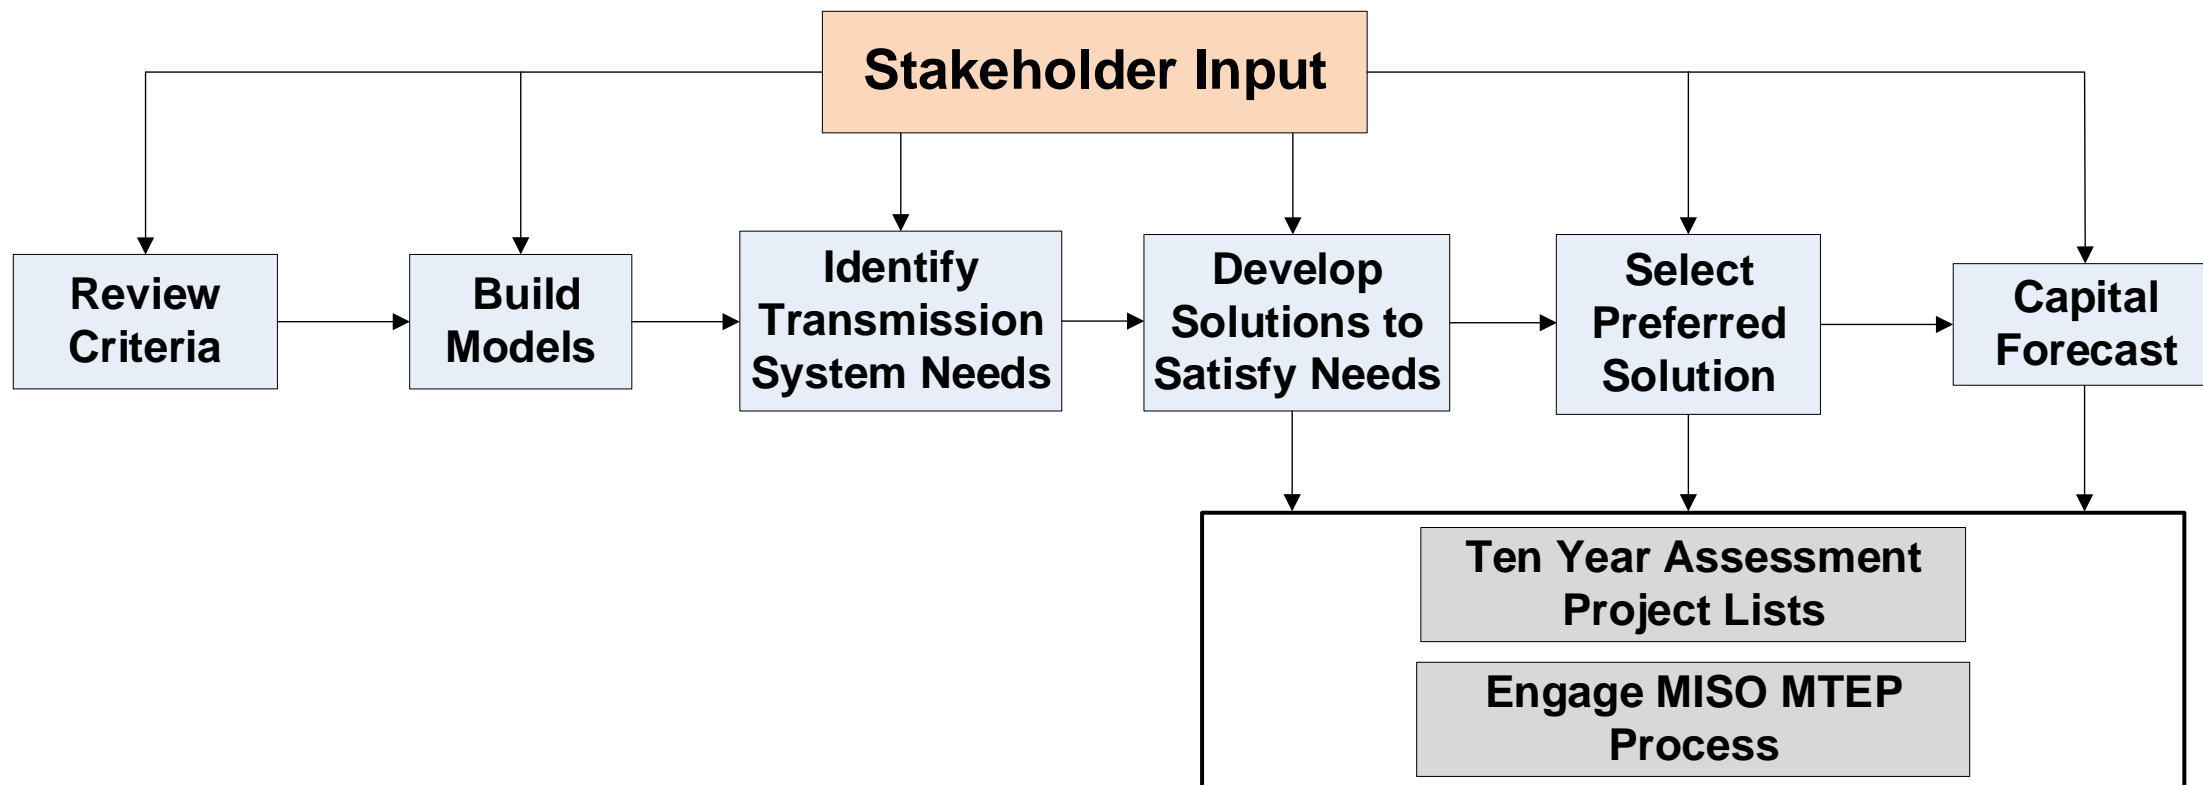 Stakeholder Input
Review
Criteria
Build
Models
Identify
Transmission
System Needs
Develop
Solutions to
Satisfy Needs
Select
Preferred
Solution
Capital
Forecast
Ten Year Assessment
Project Lists
Engage MISO MTEP
Process